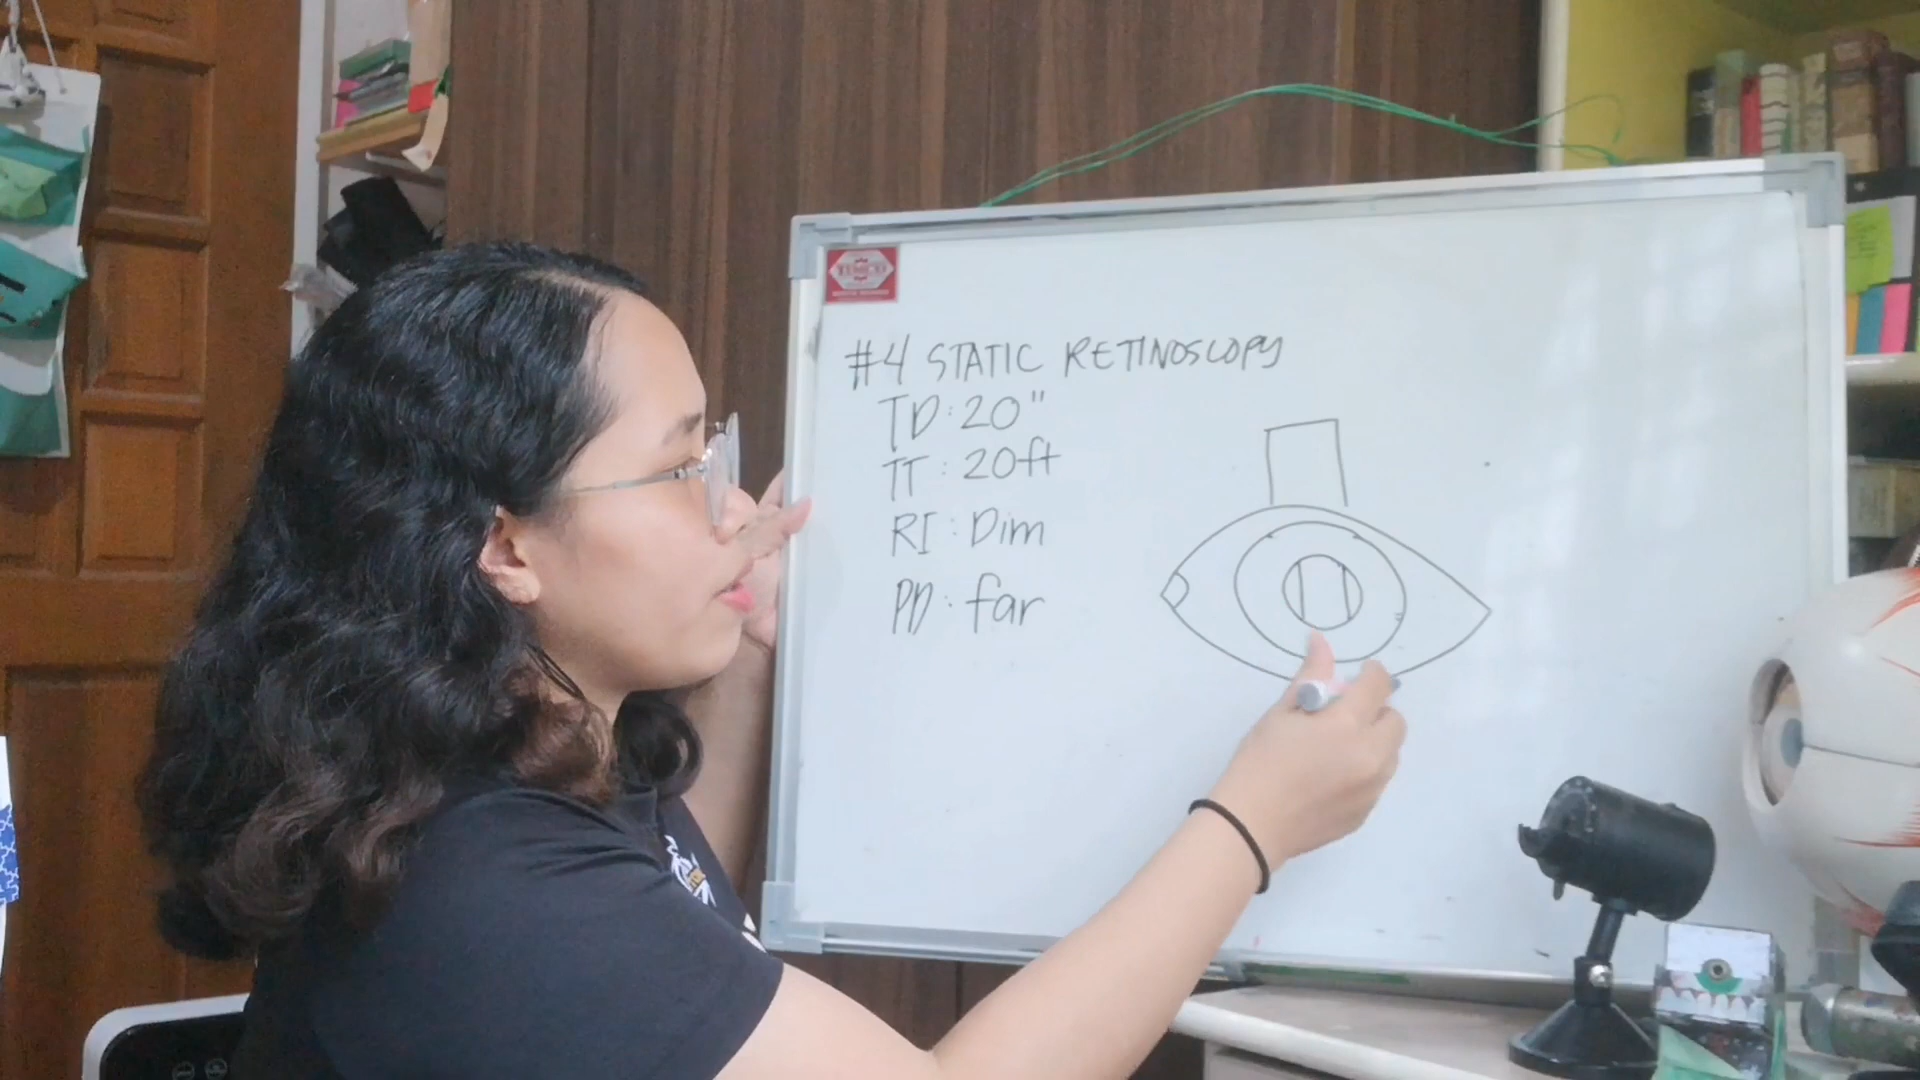 #4 STATIC RETINOSCOPY
TD: 20"
TT: 20ft
RI: Dim
PD: far